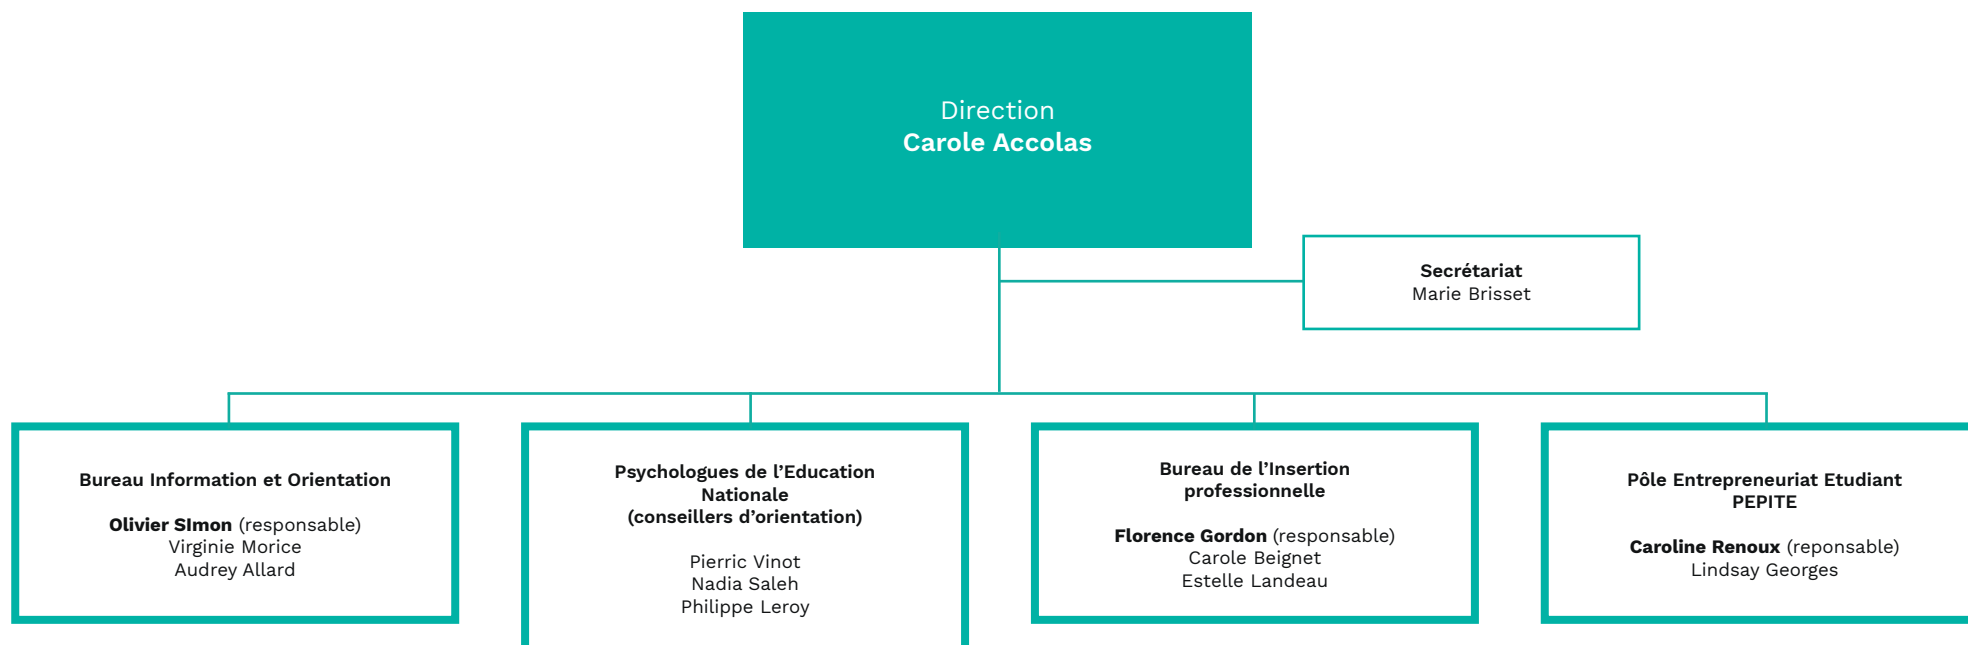 Direction
Carole Accolas
Secrétariat
Marie Brisset
Bureau Information et Orientation
Olivier SImon (responsable)
Virginie Morice
Audrey Allard
Psychologues de l’Education
Nationale
(conseillers d’orientation)
Pierric Vinot
Nadia Saleh
Philippe Leroy
Bureau de l’Insertion
professionnelle
Florence Gordon (responsable)
Carole Beignet
Estelle Landeau
Pôle Entrepreneuriat Etudiant
PEPITE
Caroline Renoux (reponsable)
Lindsay Georges